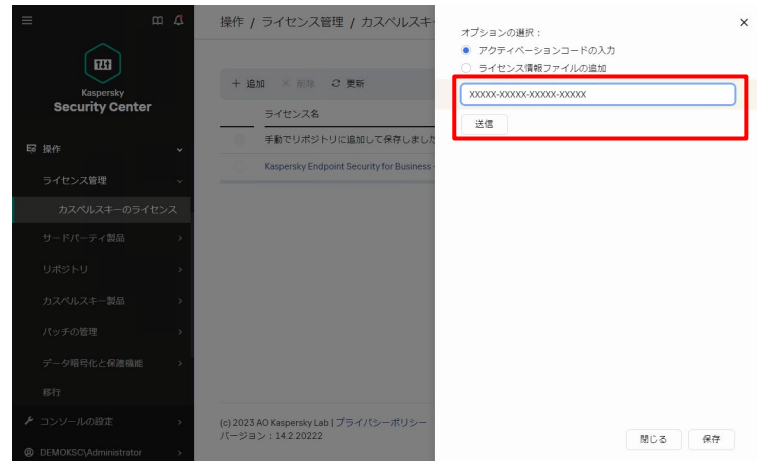 Kaspersky
Security Center
操作
ライセンス管理
カスペルスキーのライセンス
サードパーティ製品
リポジトリ
カスペルスキー製品
パッチの管理
データ暗号化と保護機能
移行
コンソールの設定
DEMOKSC\Administrator
操作 / ライセンス管理 / カスペルスキー
+ 追加 × 削除 更新
ライセンス名
手動でリポジトリに追加して保存しました
Kaspersky Endpoint Security for Business -
(c) 2023 AO Kaspersky Lab | プライバシーポリシー
バージョン : 14.2.20222
オプションの選択 :
アクティベーションコードの入力
ライセンス情報ファイルの追加
XXXXX-XXXXX-XXXXX-XXXXX
送信
閉じる 保存